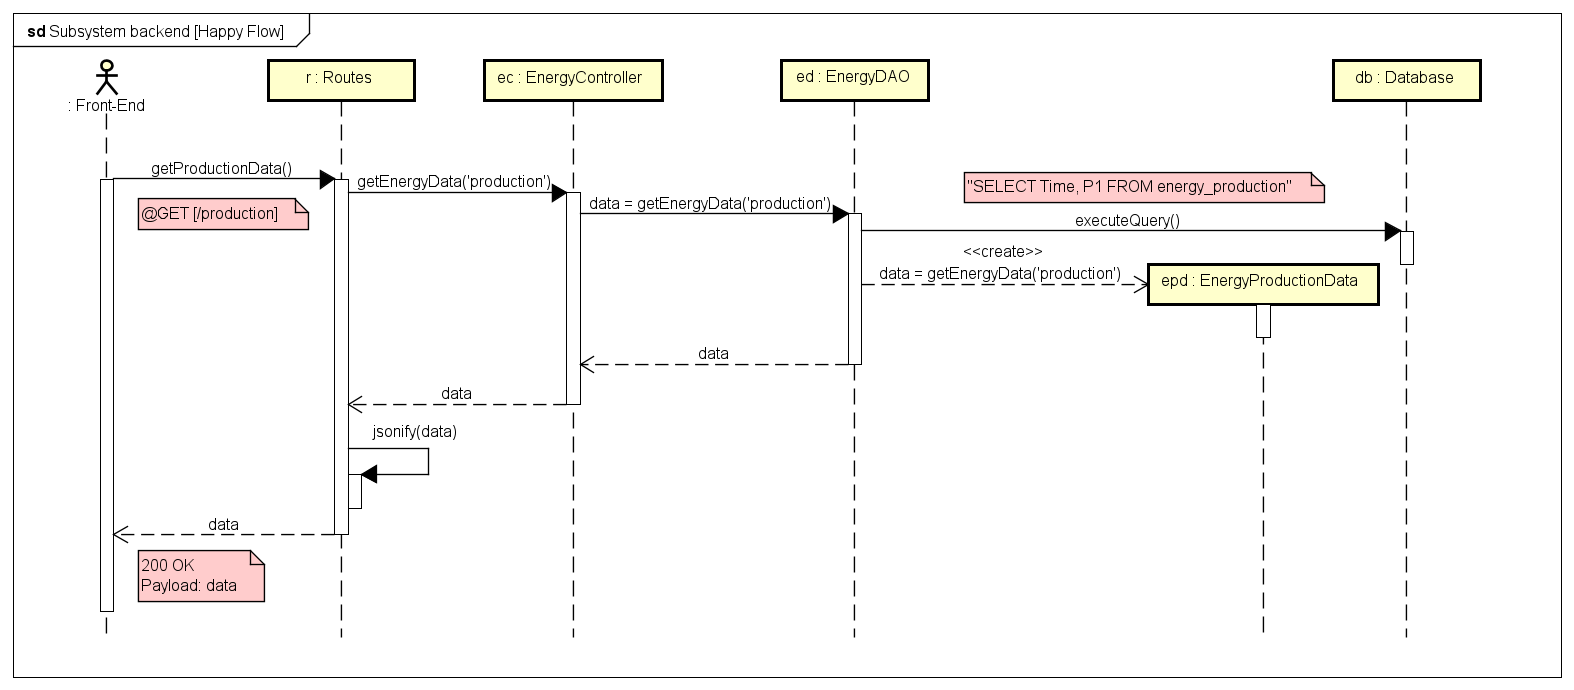 sd Subsystem backend [Happy Flow]
: Front-End
r : Routes
ec : EnergyController
ed : EnergyDAO
db : Database
getProductionData()
@GET [/production]
getEnergyData('production')
data = getEnergyData('production')
"SELECT Time, P1 FROM energy_production"
executeQuery()
<<create>>
data = getEnergyData('production')
epd : EnergyProductionData
data
data
jsonify(data)
data
200 OK
Payload: data